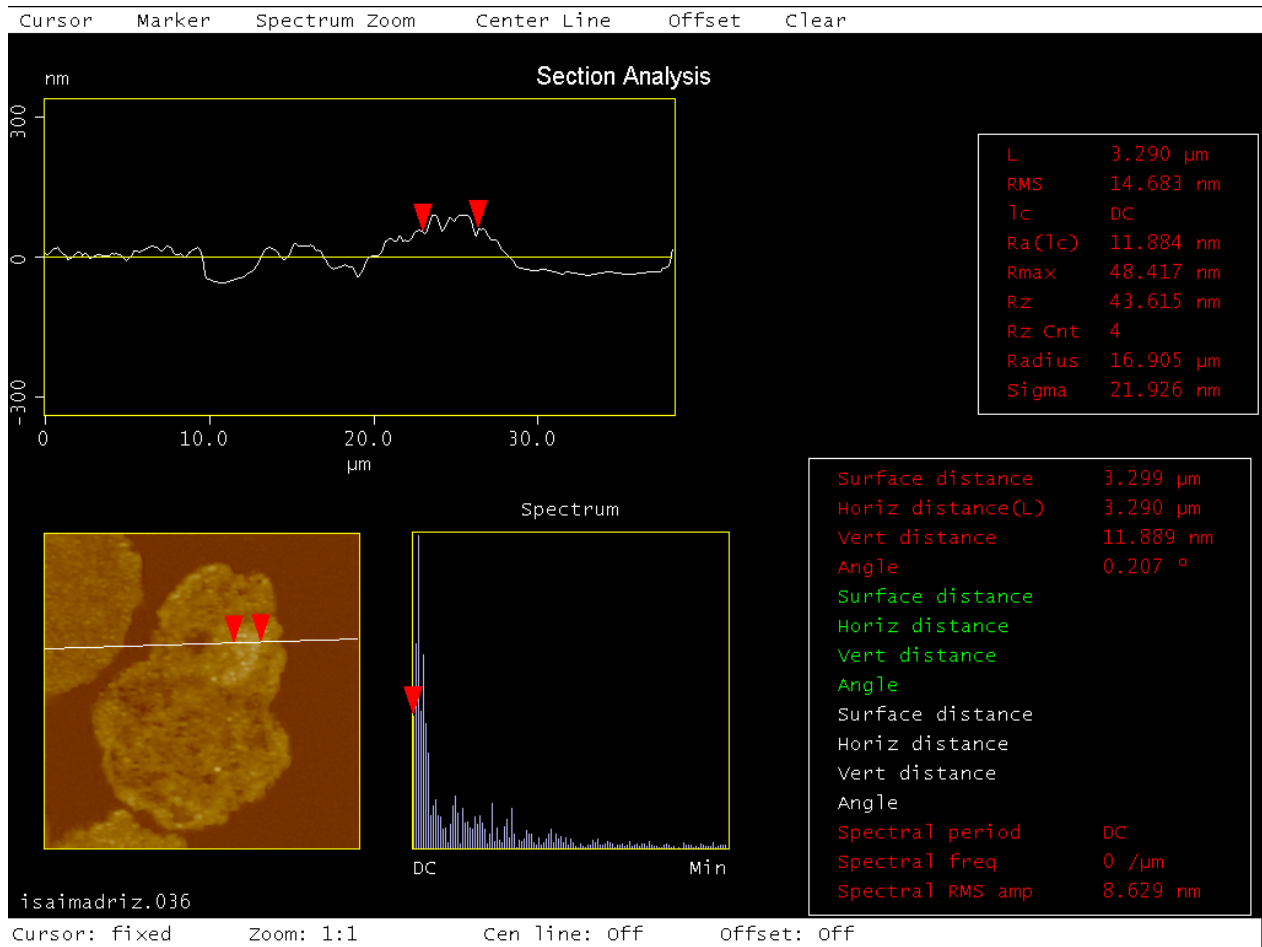 Cursor Marker Spectrum Zoom Center Line Offset Clear
nm
Section Analysis
300
0
-300
0 10.0 20.0 30.0
µm
L 3.290 µm
RMS 14.683 nm
lc DC
Ra(lc) 11.884 nm
Rmax 48.417 nm
Rz 43.615 nm
Rz Cnt 4
Radius 16.905 µm
Sigma 21.926 nm
Spectrum
DC Min
Surface distance 3.299 µm
Horiz distance(L) 3.290 µm
Vert distance 11.889 nm
Angle 0.207 °
Surface distance
Horiz distance
Vert distance
Angle
Surface distance
Horiz distance
Vert distance
Angle
Spectral period DC
Spectral freq 0 /µm
Spectral RMS amp 8.629 nm
isaimadriz.036
Cursor: fixed Zoom: 1:1 Cen line: Off Offset: Off